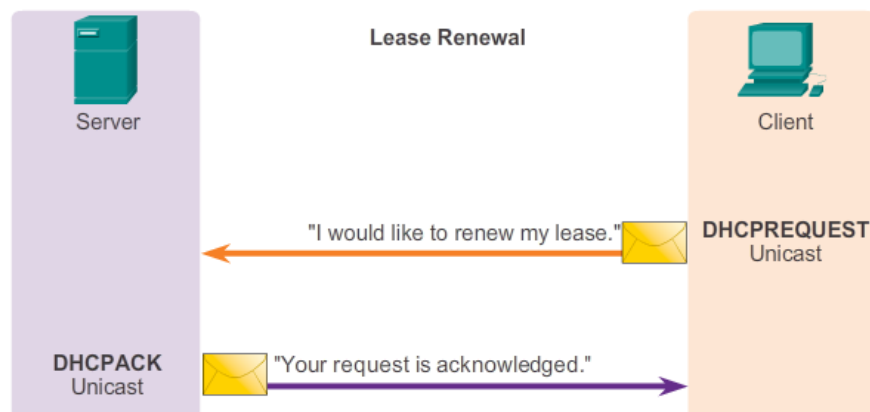 Lease Renewal
Server
Client
"I would like to renew my lease."
DHCPREQUEST
Unicast
DHCPACK
Unicast
"Your request is acknowledged."